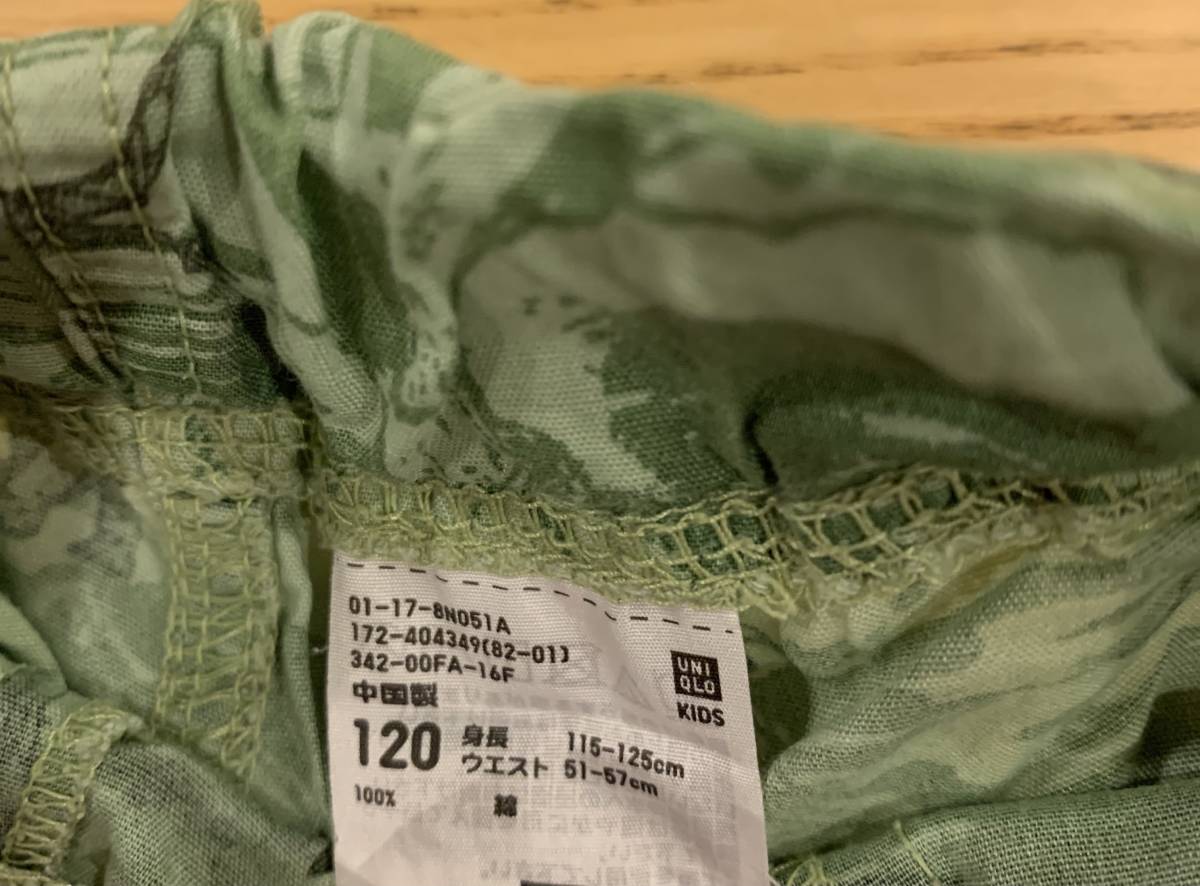 01-17-8N051A
172-404349(82-01)
342-00FA-16F
中国製
UNI
QLO
KIDS
120
身長 115-125cm
ウエスト 51-57cm
100% 綿